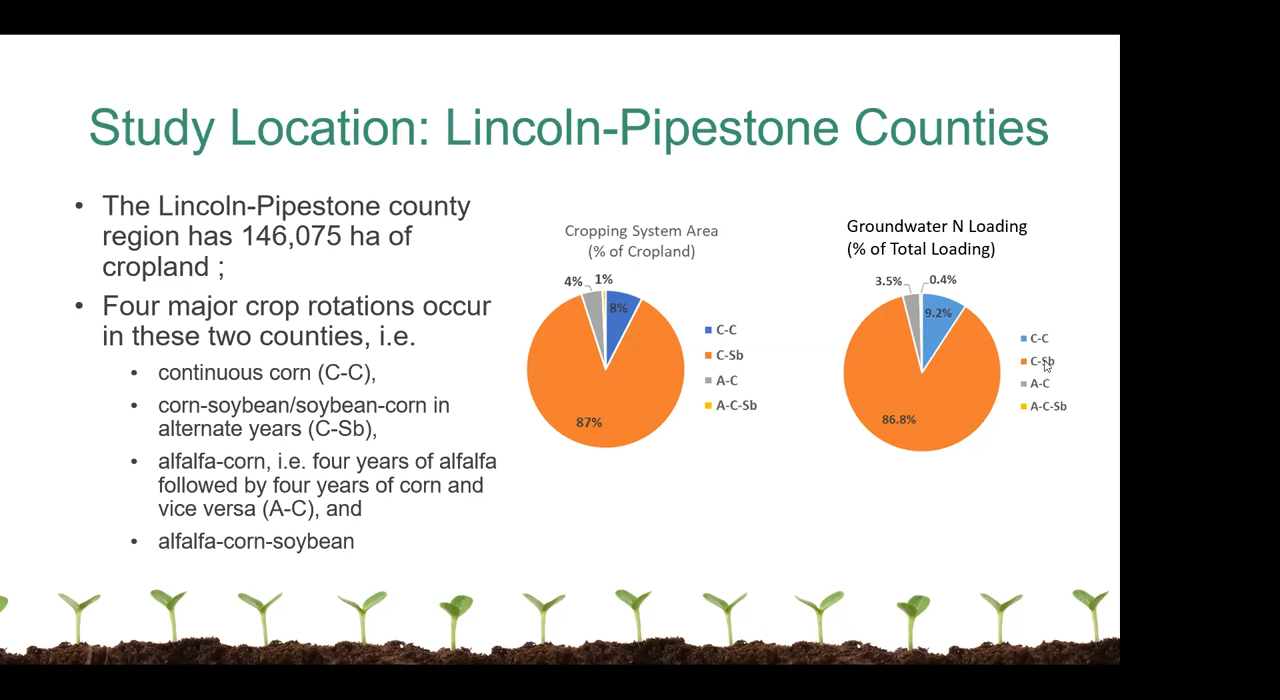 Study Location: Lincoln-Pipestone Counties
• The Lincoln-Pipestone county
region has 146,075 ha of
cropland ;
• Four major crop rotations occur
in these two counties, i.e.
• continuous corn (C-C),
• corn-soybean/soybean-corn in
alternate years (C-Sb),
• alfalfa-corn, i.e. four years of alfalfa
followed by four years of corn and
vice versa (A-C), and
• alfalfa-corn-soybean
Cropping System Area
(% of Cropland)
4%
1%
8%
87%
C-C
C-Sb
A-C
A-C-Sb
Groundwater N Loading
(% of Total Loading)
3.5%
0.4%
9.2%
86.8%
C-C
C-Sb
A-C
A-C-Sb